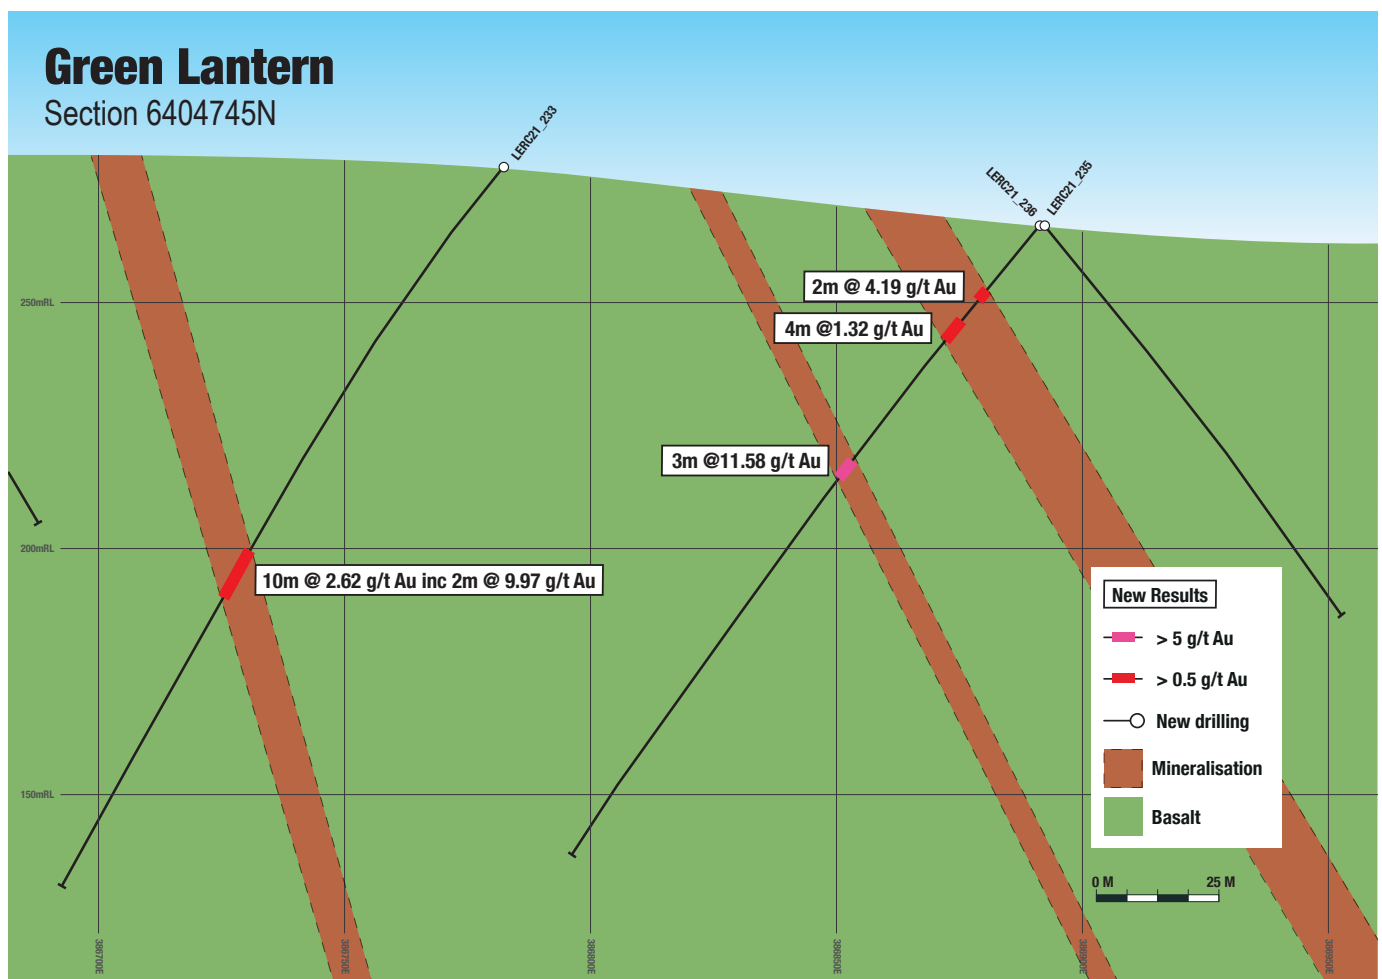 Green Lantern
Section 6404745N
LERC21_233
LERC21_236
LERC21_235
2m @ 4.19 g/t Au
250mRL
4m @1.32 g/t Au
3m @11.58 g/t Au
200mRL
10m @ 2.62 g/t Au inc 2m @ 9.97 g/t Au
New Results
> 5 g/t Au
> 0.5 g/t Au
New drilling
Mineralisation
150mRL
Basalt
0 M
25 M
386700E
386750E
386800E
386850E
386900E
386950E